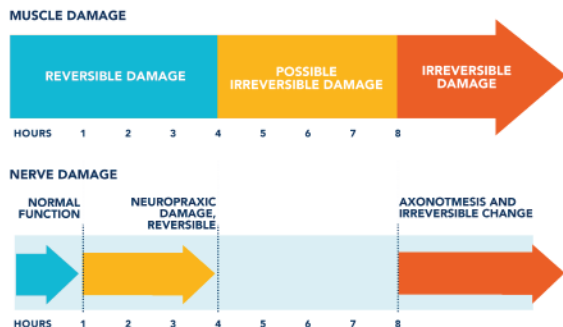 MUSCLE DAMAGE
REVERSIBLE DAMAGE
POSSIBLE
IRREVERSIBLE DAMAGE
IRREVERSIBLE
DAMAGE
HOURS 1 2 3 4 5 6 7 8
NERVE DAMAGE
NORMAL
FUNCTION
NEUROPRAXIC
DAMAGE,
REVERSIBLE
AXONOTMESIS AND
IRREVERSIBLE CHANGE
HOURS 1 2 3 4 5 6 7 8